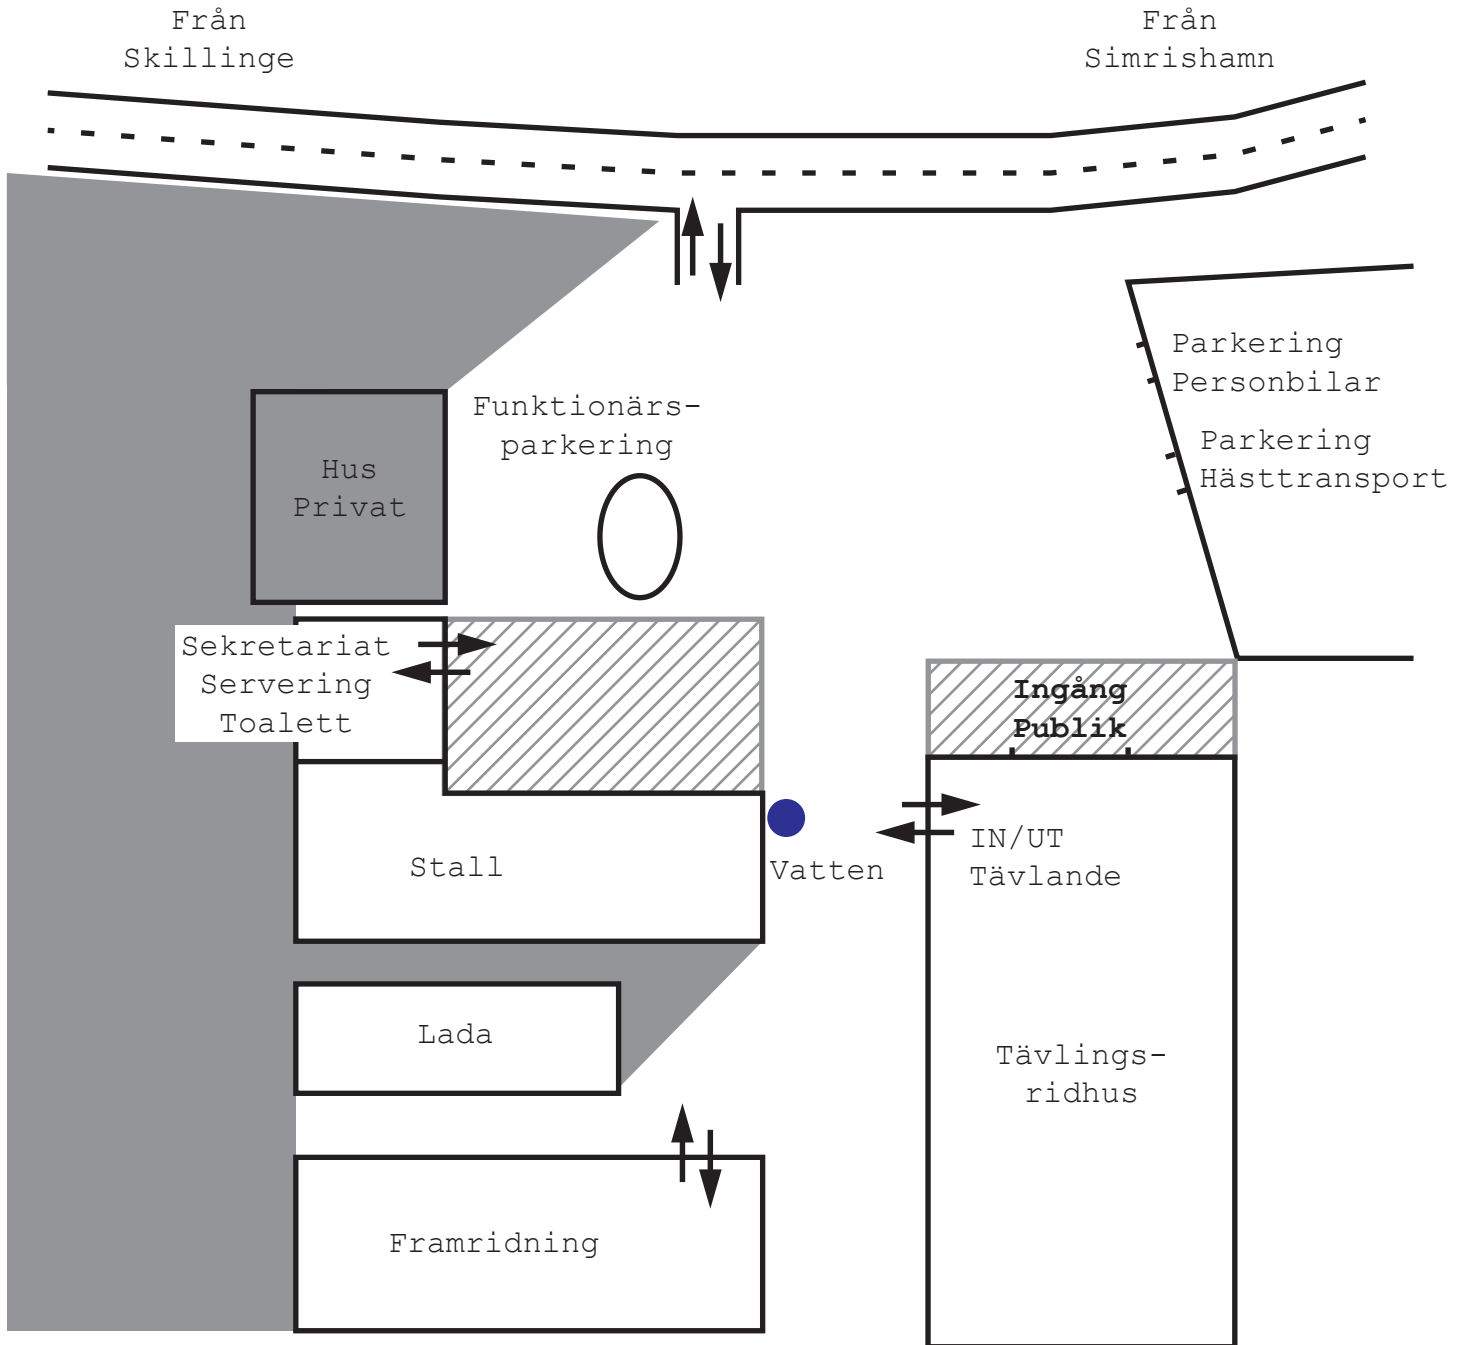 Från
Skillinge
Från
Simrishamn
Parkering
Personbilar
Parkering
Hästtransport
Funktionärs-
parkering
Hus
Privat
Sekretariat
Servering
Toalett
Ingång
Publik
IN/UT
Tävlande
Stall
Vatten
Lada
Tävlings-
ridhus
Framridning